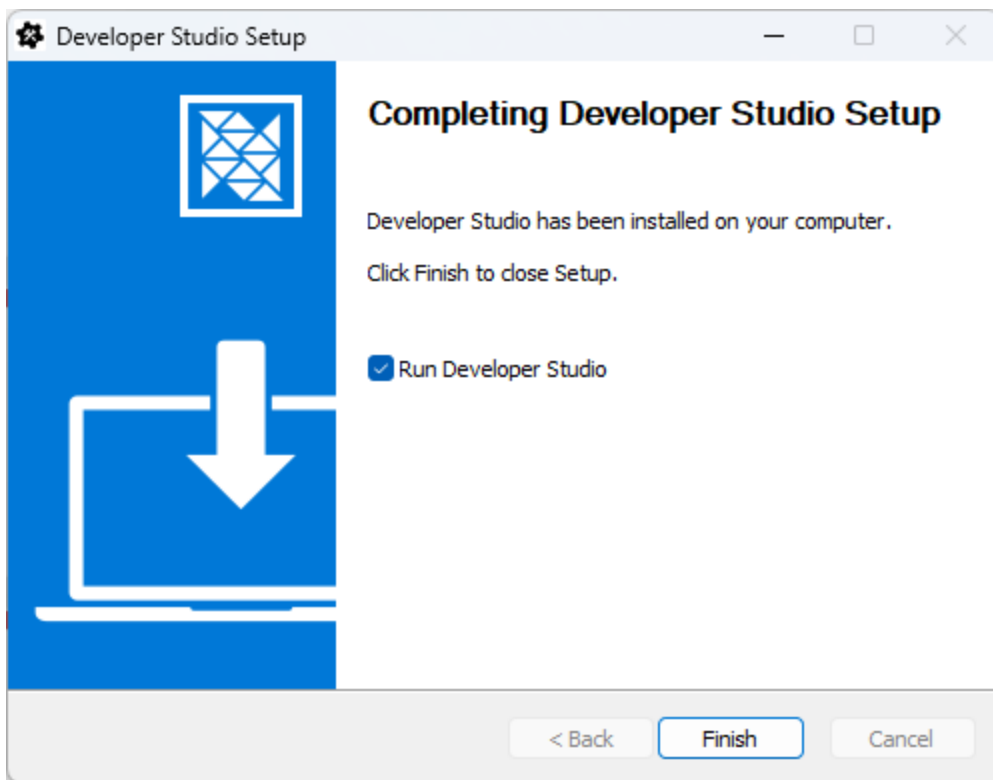 Developer Studio Setup
Completing Developer Studio Setup
Developer Studio has been installed on your computer.
Click Finish to close Setup.
Run Developer Studio
< Back
Finish
Cancel